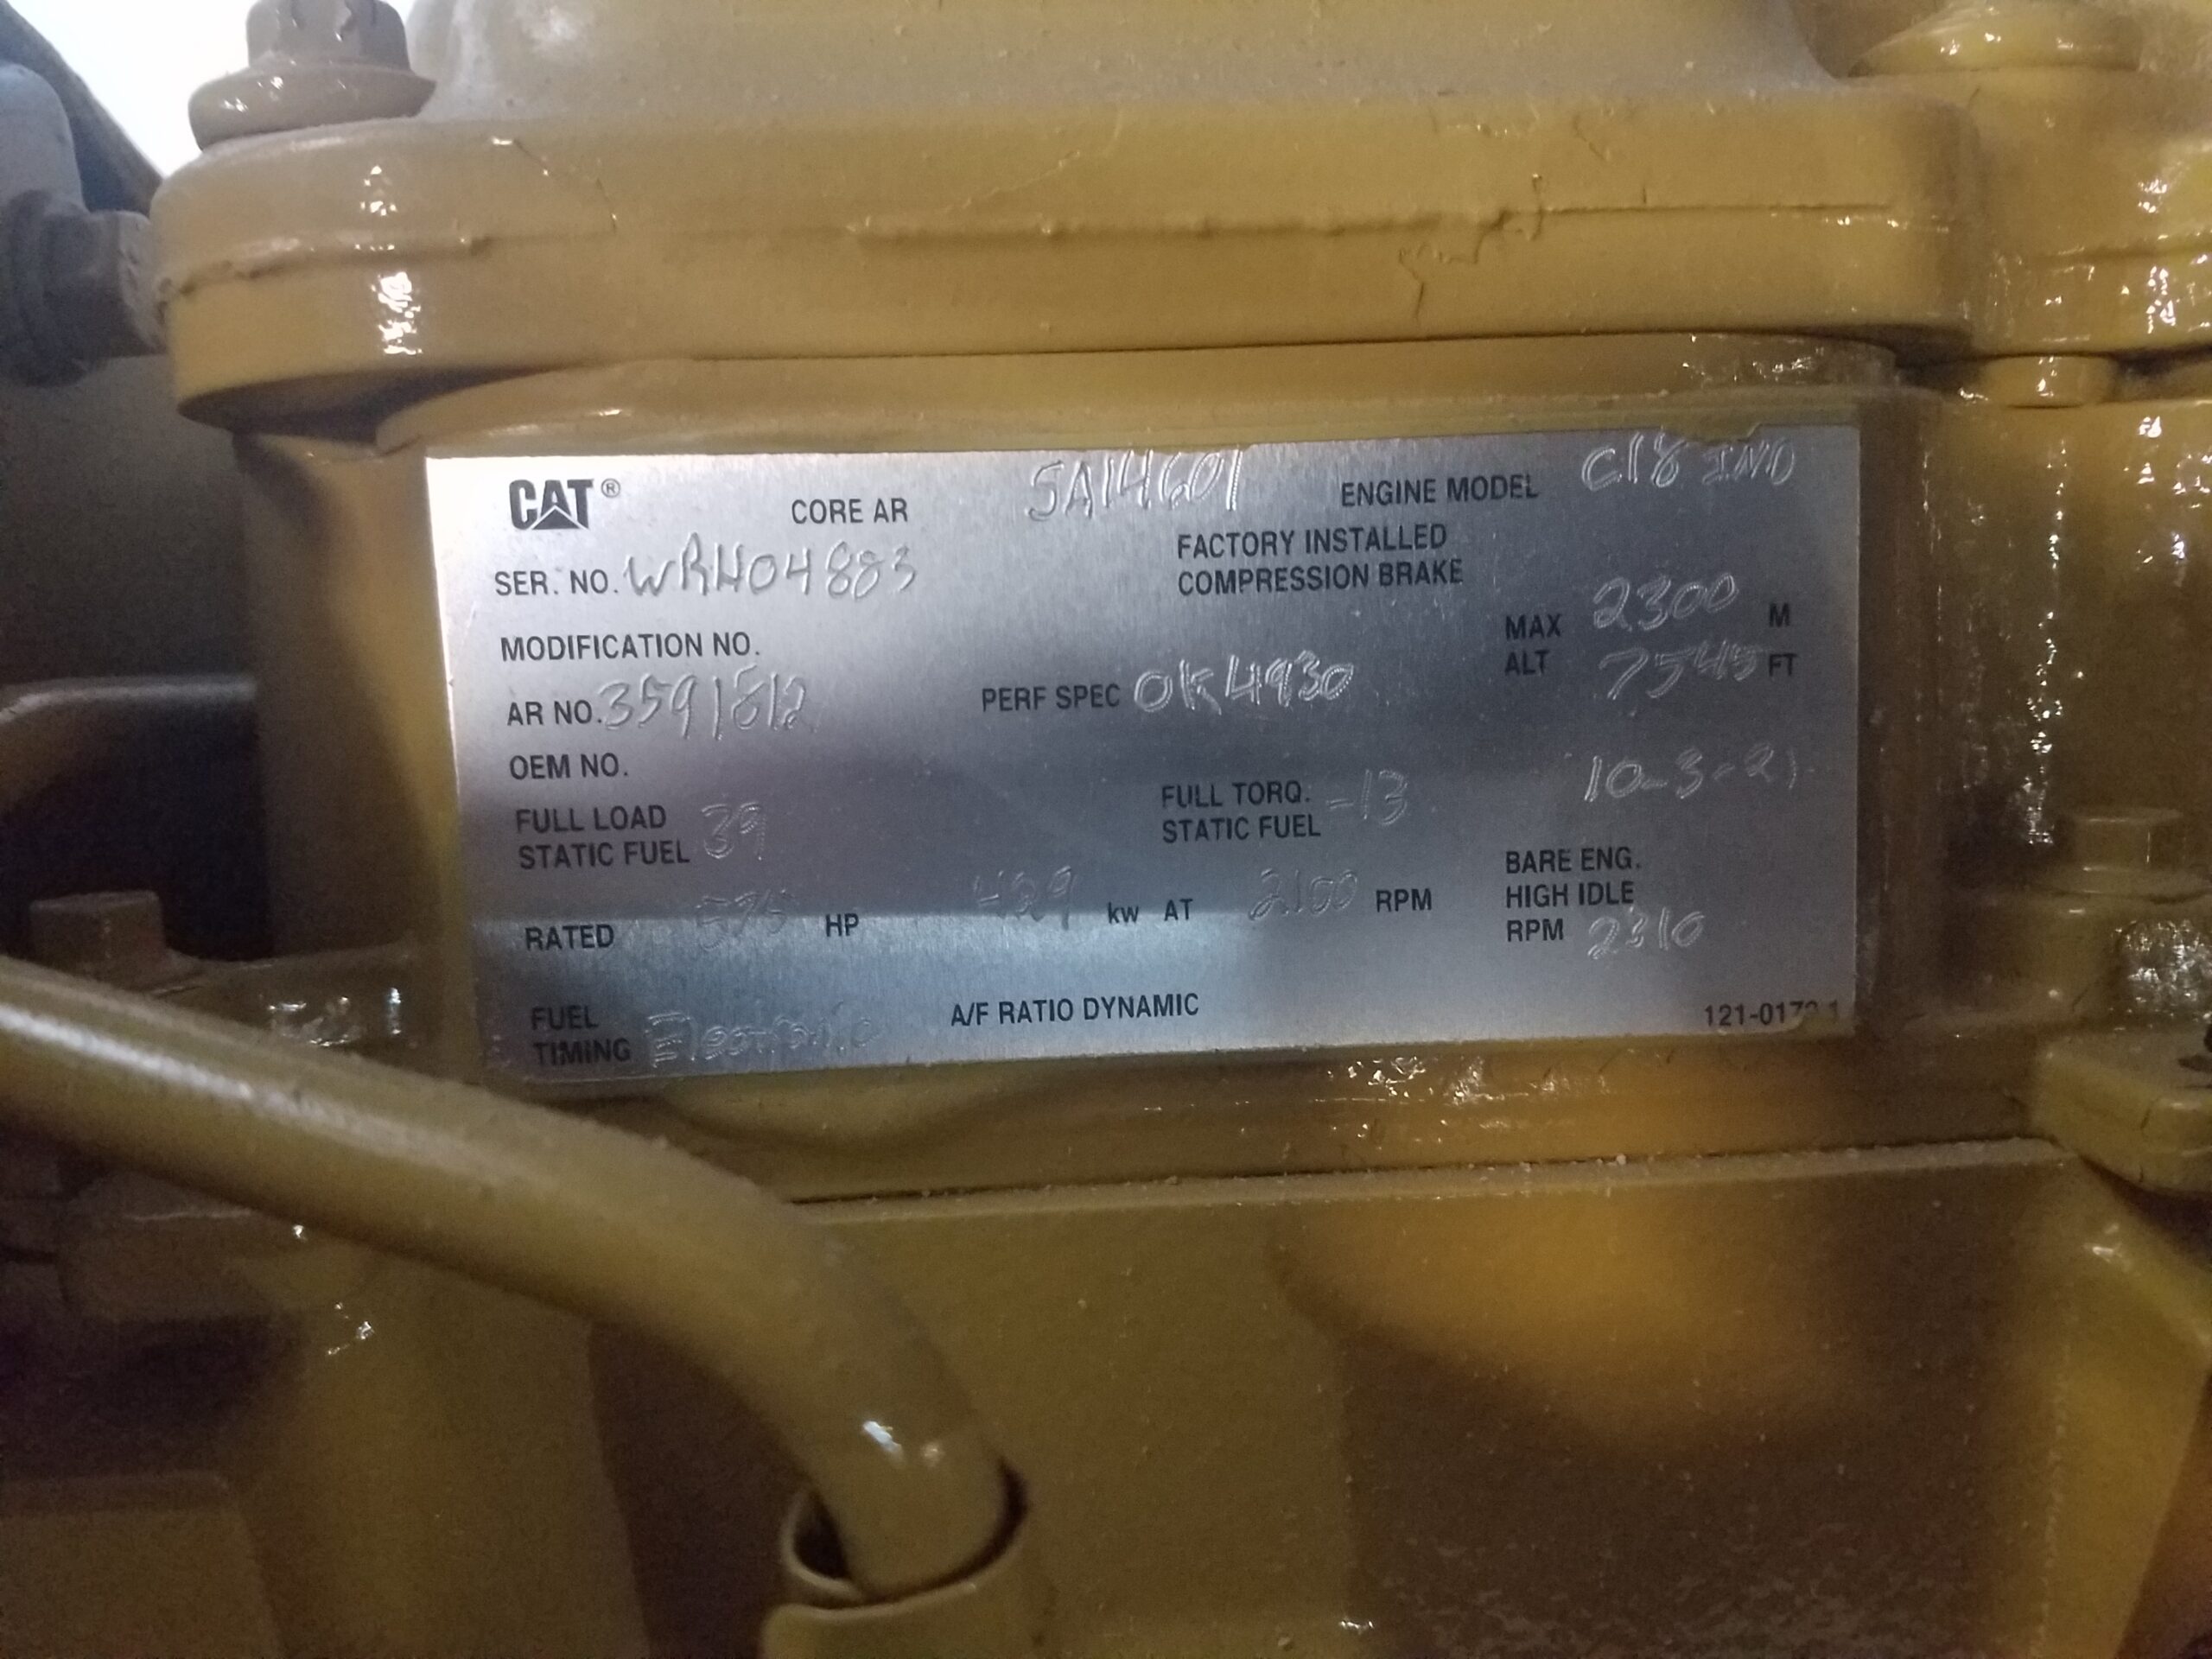 CAT® CORE AR 5A14601 ENGINE MODEL C18 IND
SER. NO. WRH04883 FACTORY INSTALLED
COMPRESSION BRAKE
MODIFICATION NO. MAX 2300 M
ALT 7545 FT
AR NO. 3591812 PERF SPEC 0K4930
OEM NO.
FULL LOAD FULL TORQ. -13 10-3-21
STATIC FUEL 39 STATIC FUEL
BARE ENG.
HIGH IDLE
RATED 575 HP 429 kw AT 2100 RPM RPM 2310
FUEL A/F RATIO DYNAMIC
TIMING Electronic